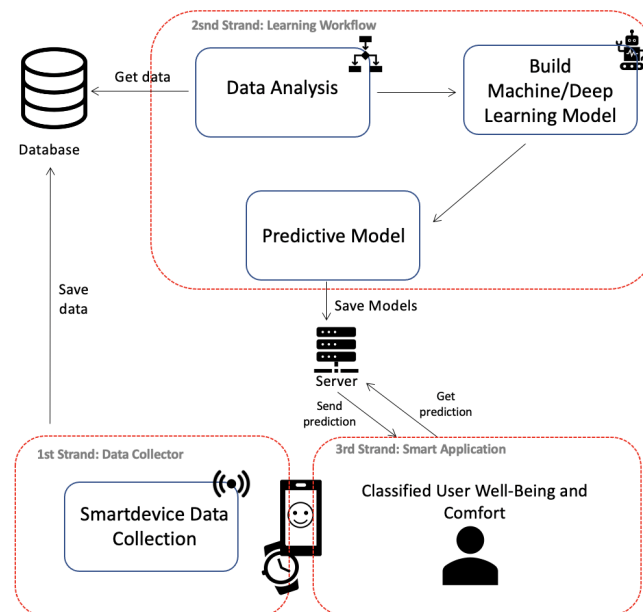 2snd Strand: Learning Workflow
Get data
Data Analysis
Build
Machine/Deep
Learning Model
Database
Predictive Model
Save
data
Save Models
Server
Send
prediction
Get
prediction
1st Strand: Data Collector
3rd Strand: Smart Application
Smartdevice Data
Collection
Classified User Well-Being and
Comfort